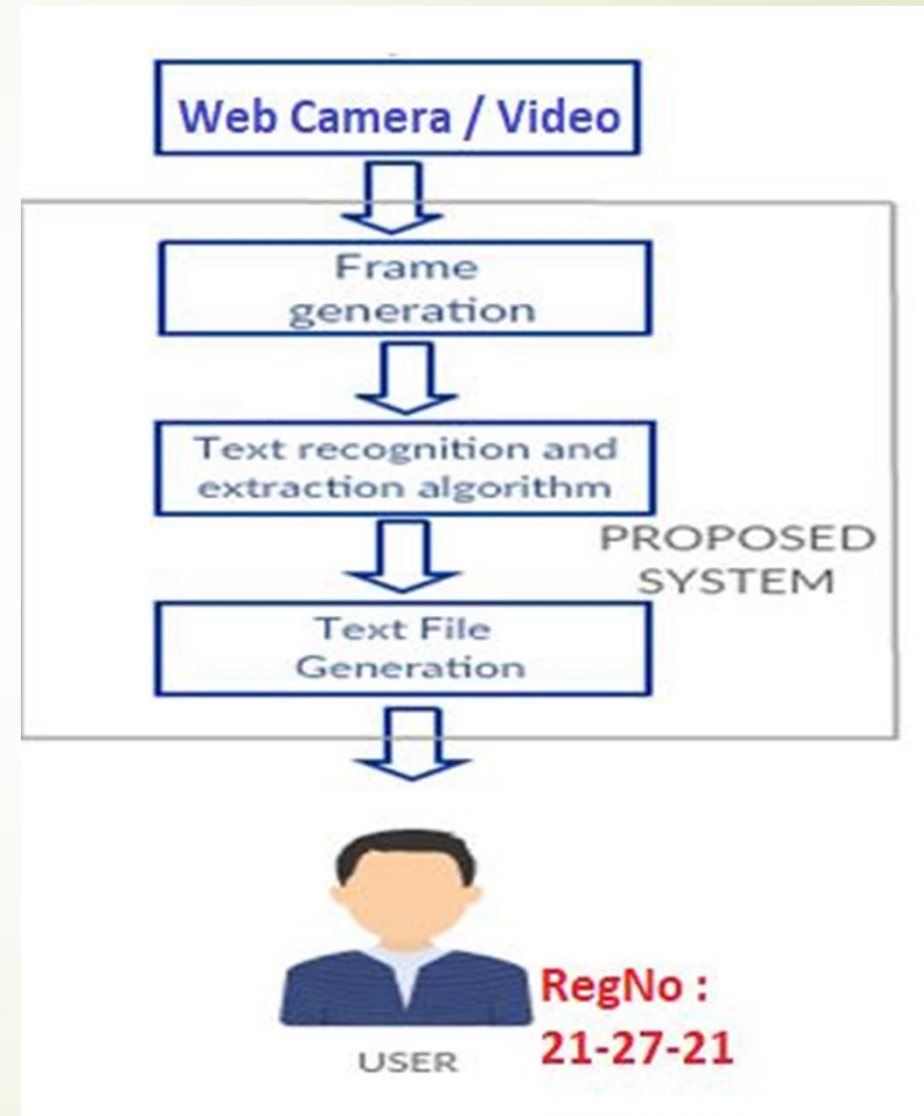 Web Camera / Video
Frame
generation
Text recognition and
extraction algorithm
PROPOSED
SYSTEM
Text File
Generation
RegNo :
21-27-21
USER